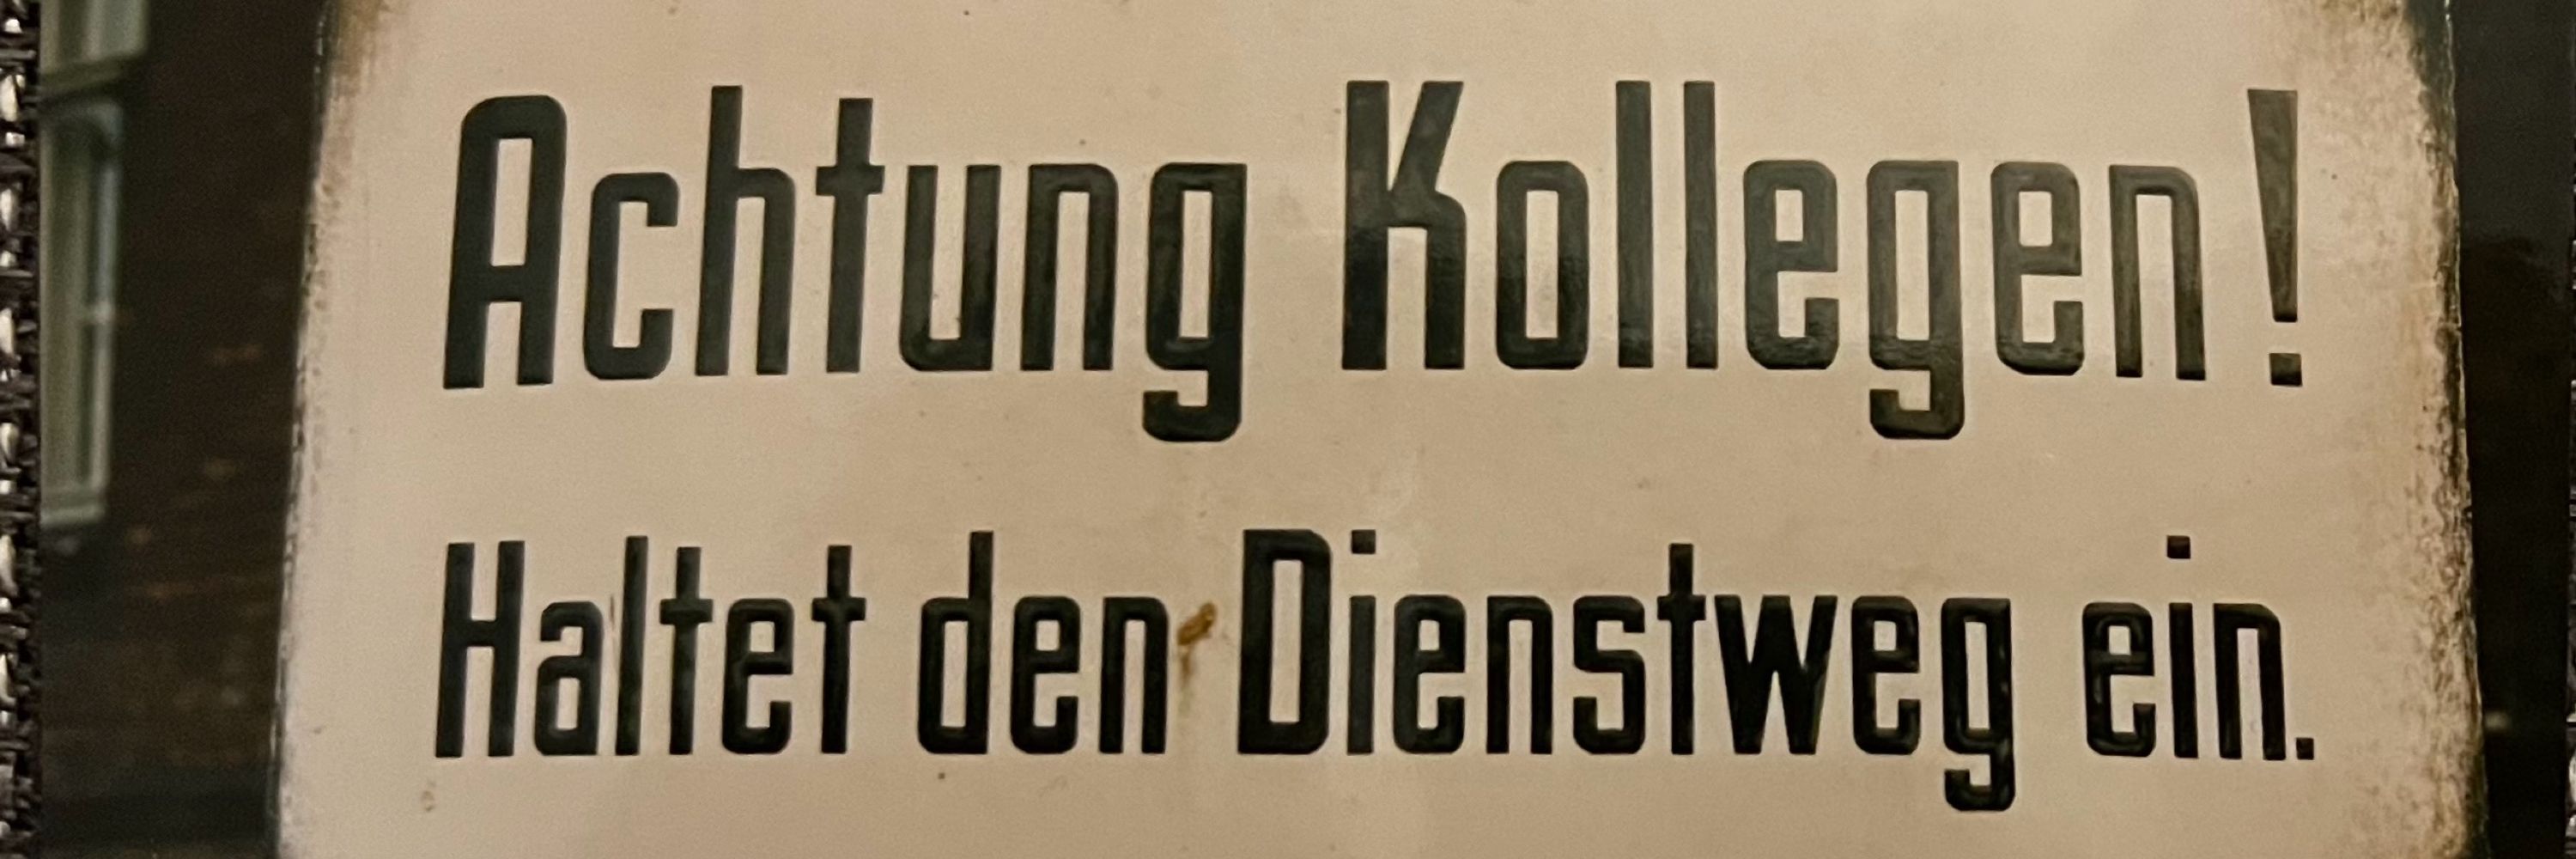 Achtung Kollegen!
Haltet den Dienstweg ein.